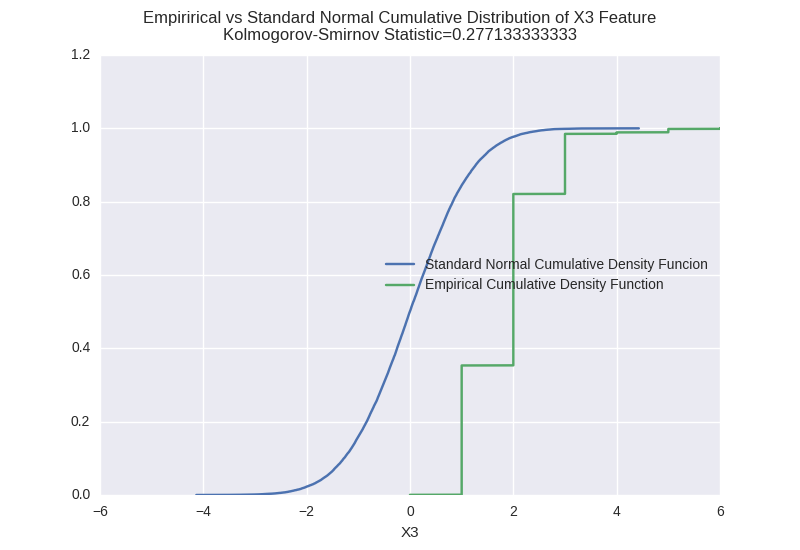 Empiririical vs Standard Normal Cumulative Distribution of X3 Feature
Kolmogorov-Smirnov Statistic=0.277133333333
1.2
1.0
0.8
0.6
0.4
0.2
0.0
Standard Normal Cumulative Density Funcion
Empirical Cumulative Density Function
−6
−4
−2
0
2
4
6
X3